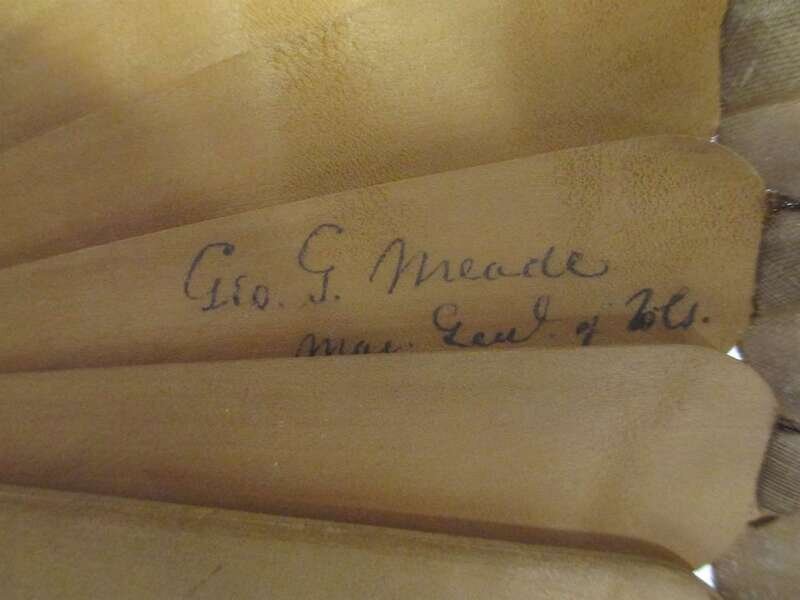 Geo. G. Meade
Maj. Genl. of Vols.